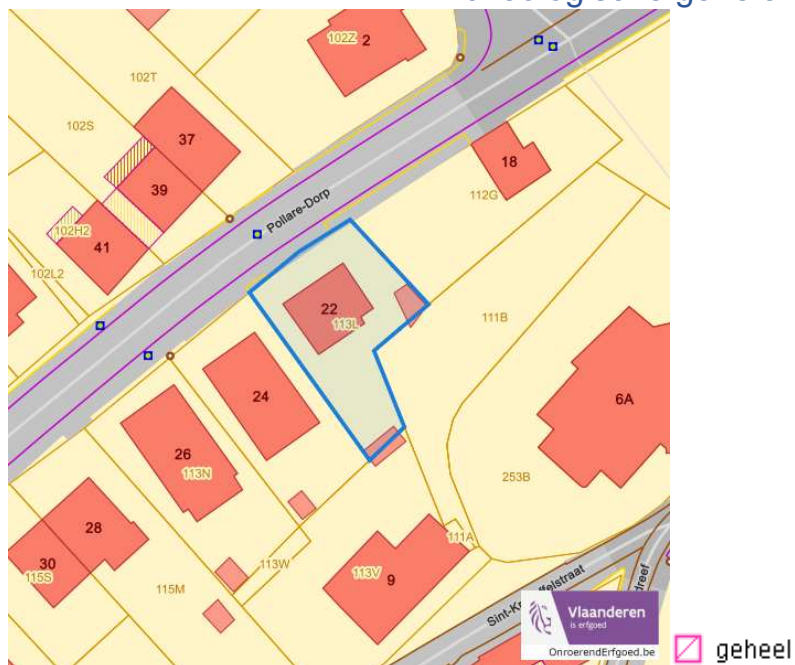 102Z
2
102T
102S
37
39
18
41
102H2
Pollare-Dorp
112G
102L2
22
113L
111B
24
6A
26
113N
253B
28
30
115S
111A
113W
115M
113V
9
Vlaanderen
is erfgoed
OnroerendErfgoed.be
geheel